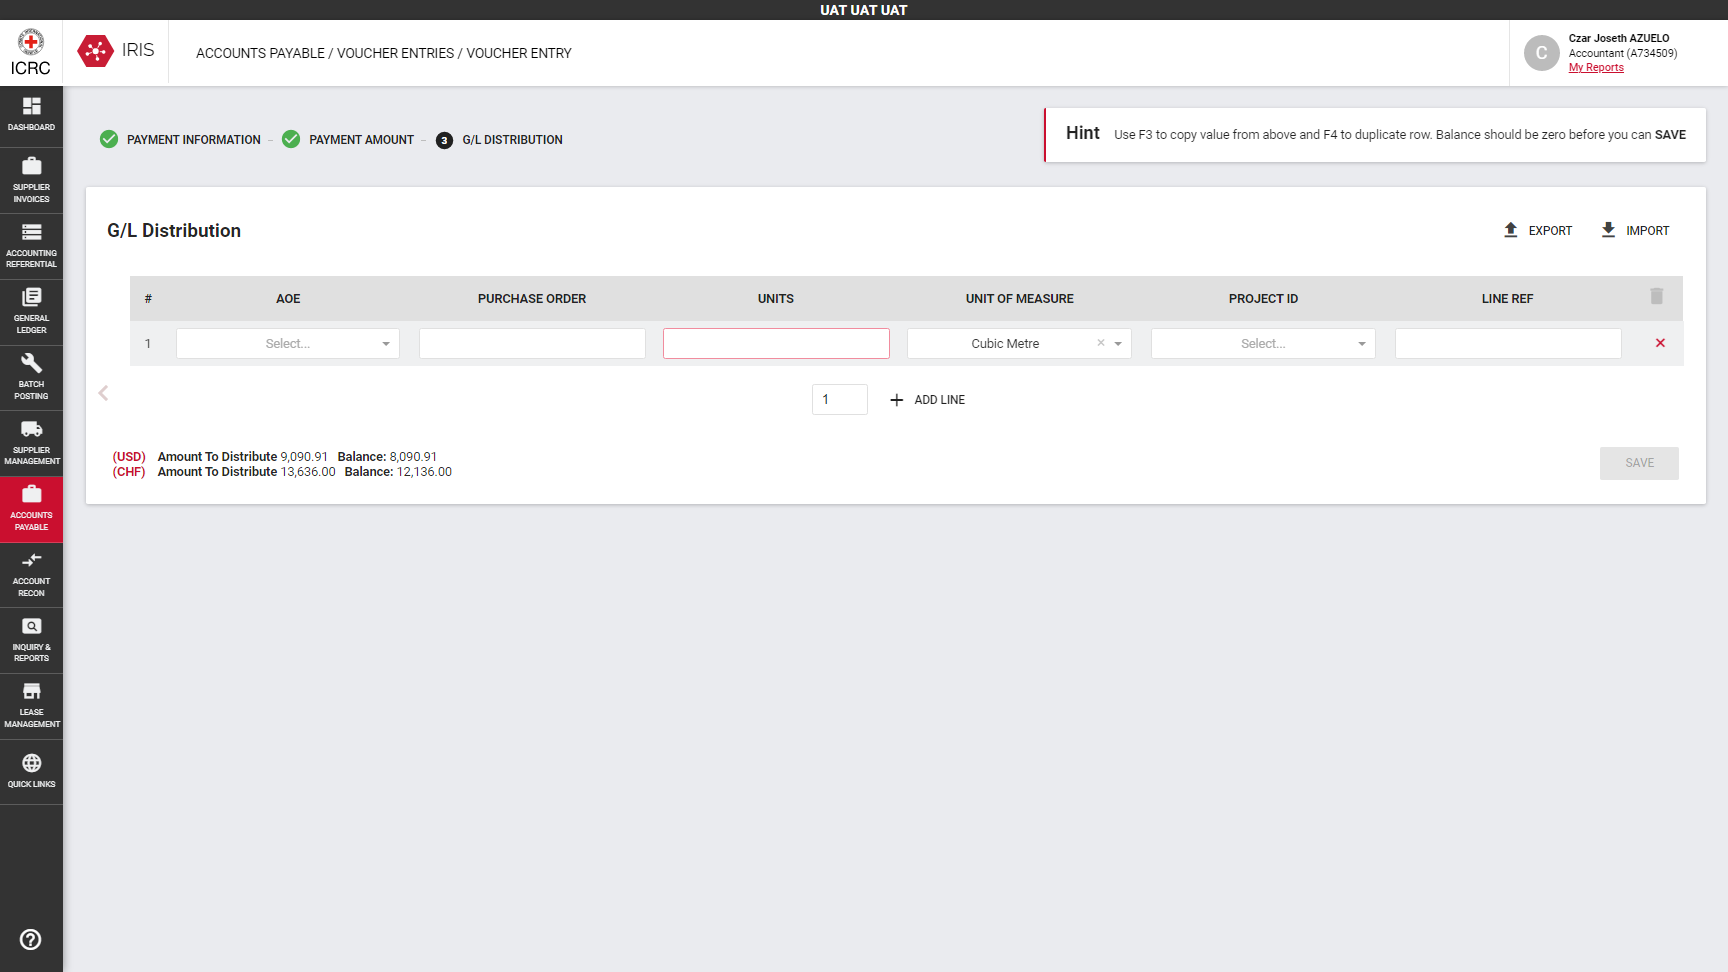 UAT UAT UAT
ICRC
IRIS
ACCOUNTS PAYABLE / VOUCHER ENTRIES / VOUCHER ENTRY
C
Czar Joseth AZUELO
Accountant (A734509)
My Reports
DASHBOARD
SUPPLIER
INVOICES
ACCOUNTING
REFERENTIAL
GENERAL
LEDGER
BATCH
POSTING
SUPPLIER
MANAGEMENT
ACCOUNTS
PAYABLE
ACCOUNT
RECON
INQUIRY &
REPORTS
LEASE
MANAGEMENT
QUICK LINKS
PAYMENT INFORMATION – PAYMENT AMOUNT – 3 G/L DISTRIBUTION
Hint Use F3 to copy value from above and F4 to duplicate row. Balance should be zero before you can SAVE
G/L Distribution
EXPORT IMPORT
# AOE PURCHASE ORDER UNITS UNIT OF MEASURE PROJECT ID LINE REF
1 Select... Cubic Metre × Select...
1 + ADD LINE
(USD) Amount To Distribute 9,090.91 Balance: 8,090.91
(CHF) Amount To Distribute 13,636.00 Balance: 12,136.00
SAVE